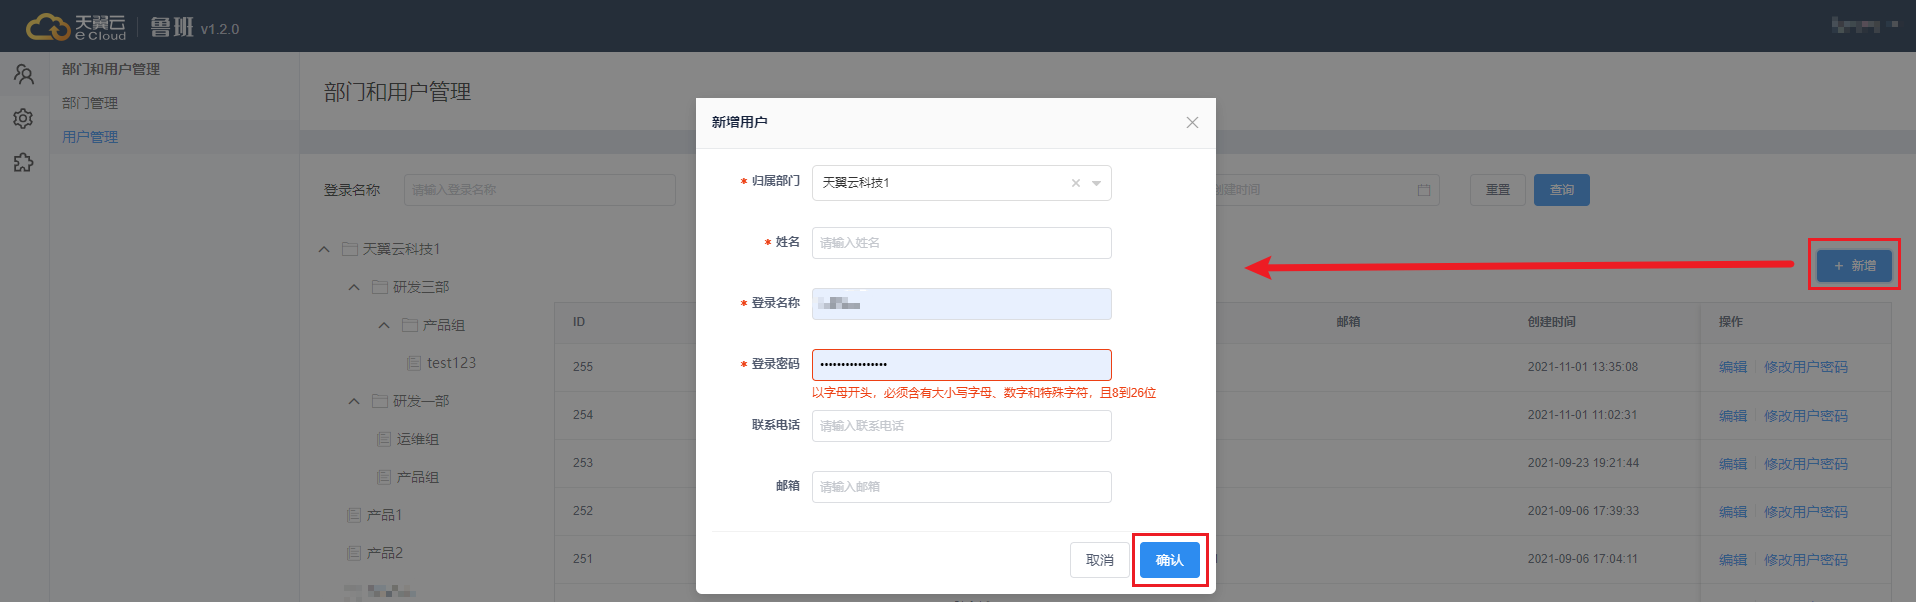 天翼云
e Cloud
鲁班 v1.2.0
部门和用户管理
部门管理
用户管理
部门和用户管理
登录名称
请输入登录名称
创建时间
重置
查询
天翼云科技1
研发三部
产品组
test123
研发一部
运维组
产品组
产品1
产品2
+ 新增
ID
邮箱
创建时间
操作
255
2021-11-01 13:35:08
编辑
修改用户密码
254
2021-11-01 11:02:31
编辑
修改用户密码
253
2021-09-23 19:21:44
编辑
修改用户密码
252
2021-09-06 17:39:33
编辑
修改用户密码
251
2021-09-06 17:04:11
编辑
修改用户密码
新增用户
* 归属部门
天翼云科技1
* 姓名
请输入姓名
* 登录名称
* 登录密码
••••••••••••••••
以字母开头，必须含有大小写字母、数字和特殊字符，且8到26位
联系电话
请输入联系电话
邮箱
请输入邮箱
取消
确认